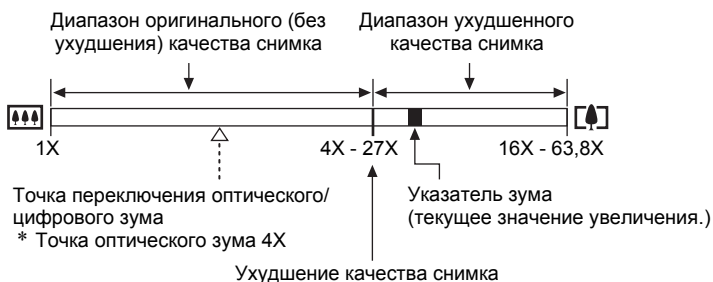 Диапазон оригинального (без
ухудшения) качества снимка
Диапазон ухудшенного
качества снимка
1X
4X - 27X
16X - 63,8X
Точка переключения оптического/
цифрового зума
* Точка оптического зума 4X
Указатель зума
(текущее значение увеличения.)
Ухудшение качества снимка